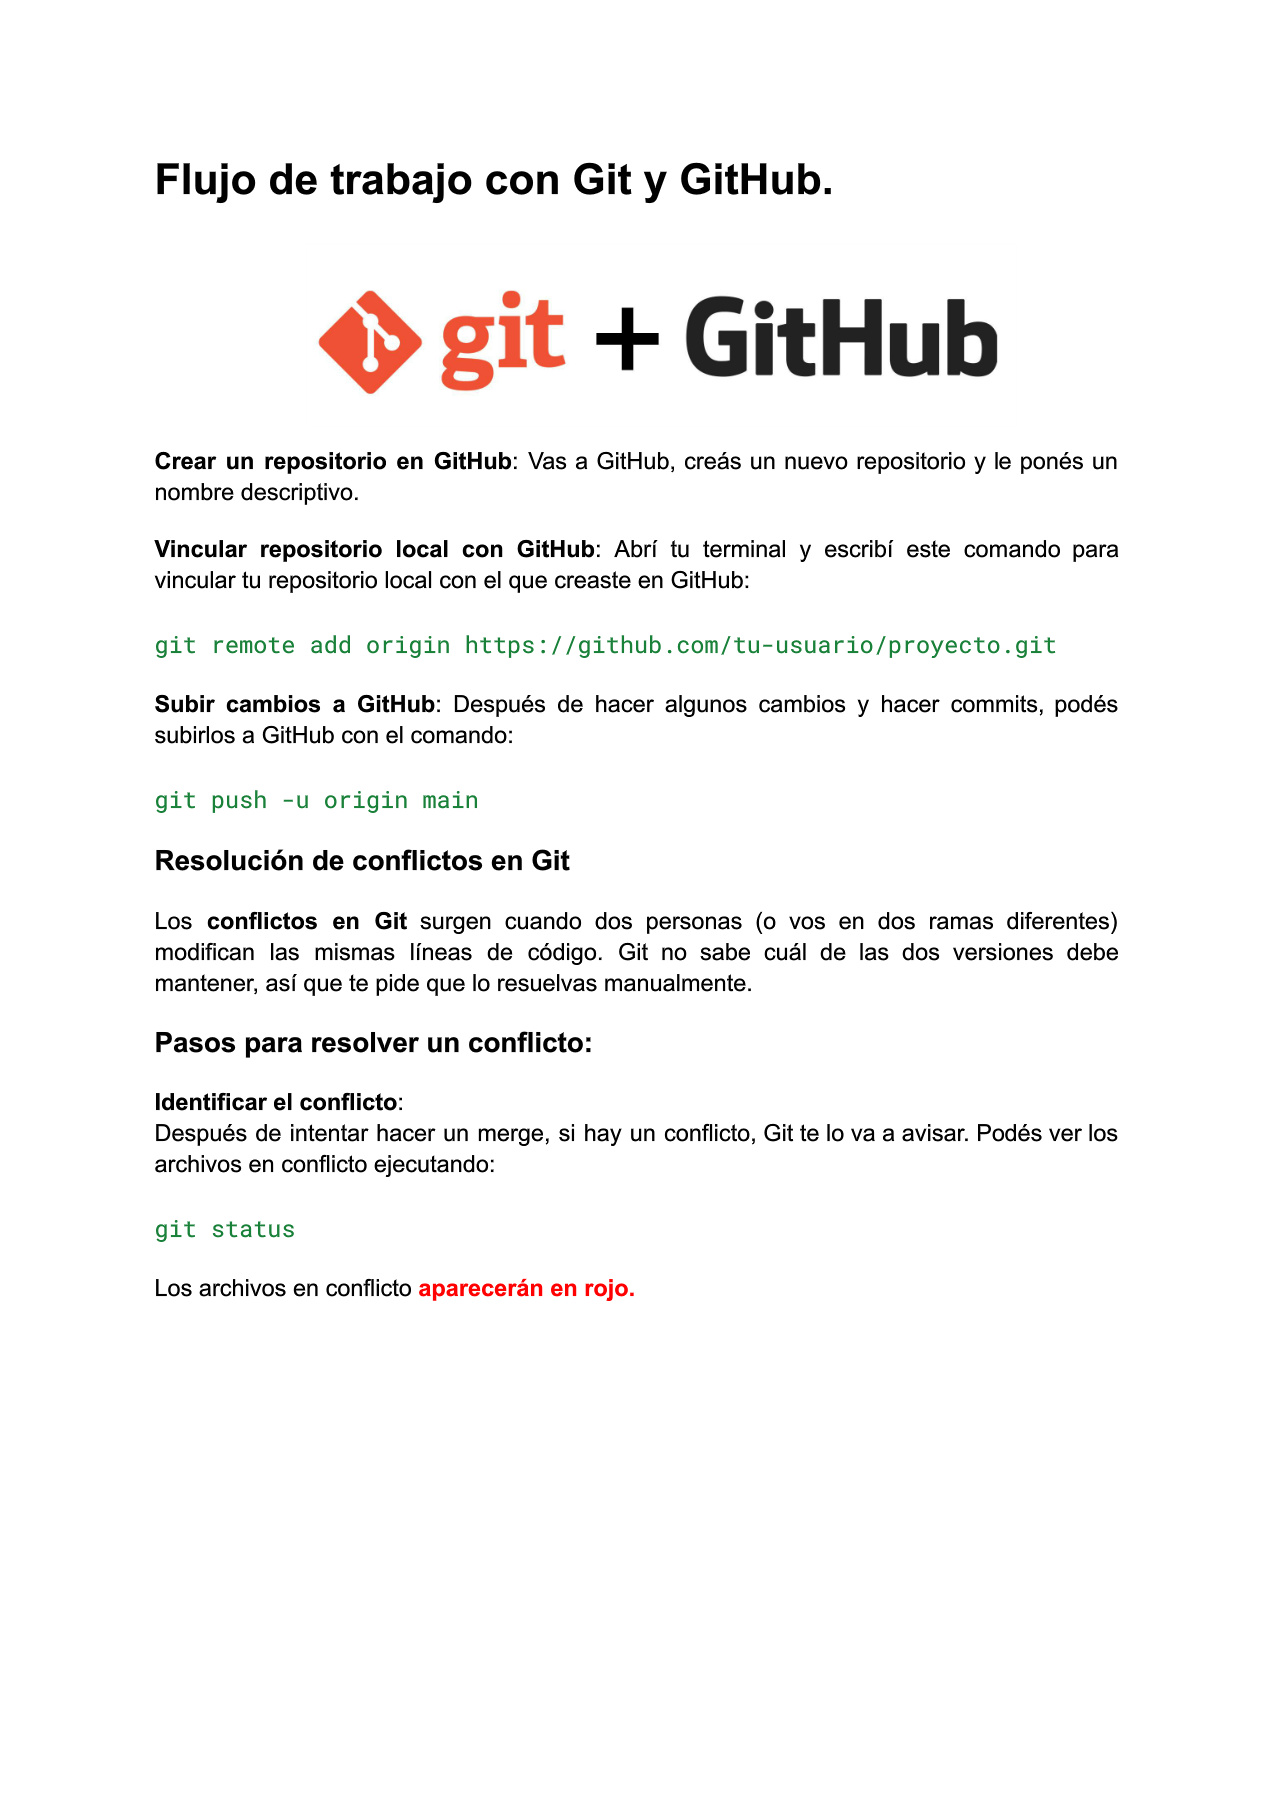 Flujo de trabajo con Git y GitHub.
git + GitHub
Crear un repositorio en GitHub: Vas a GitHub, creás un nuevo repositorio y le ponés un
nombre descriptivo.
Vincular repositorio local con GitHub: Abrí tu terminal y escribí este comando para
vincular tu repositorio local con el que creaste en GitHub:
git remote add origin https://github.com/tu-usuario/proyecto.git
Subir cambios a GitHub: Después de hacer algunos cambios y hacer commits, podés
subirlos a GitHub con el comando:
git push -u origin main
Resolución de conflictos en Git
Los conflictos en Git surgen cuando dos personas (o vos en dos ramas diferentes)
modifican las mismas líneas de código. Git no sabe cuál de las dos versiones debe
mantener, así que te pide que lo resuelvas manualmente.
Pasos para resolver un conflicto:
Identificar el conflicto:
Después de intentar hacer un merge, si hay un conflicto, Git te lo va a avisar. Podés ver los
archivos en conflicto ejecutando:
git status
Los archivos en conflicto aparecerán en rojo.